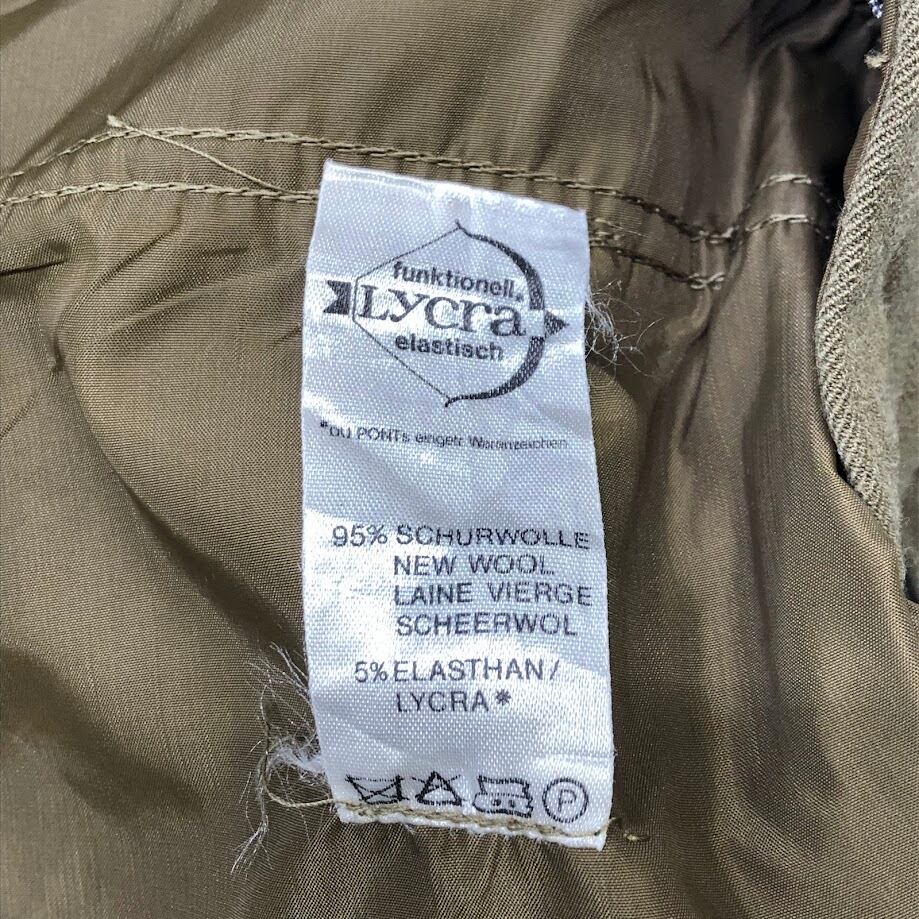 funktionell
Lycra®
elastisch
*DU PONTs eingetr. Warenzeichen
95% SCHURWOLLE
NEW WOOL
LAINE VIERGE
SCHEERWOL
5% ELASTHAN/
LYCRA*
P